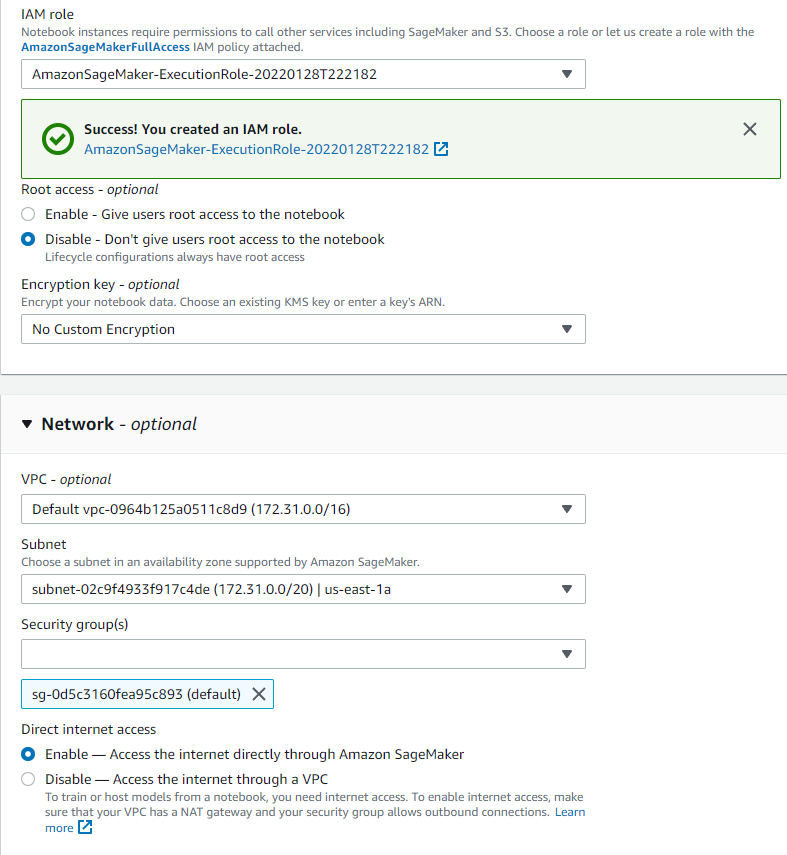 IAM role
Notebook instances require permissions to call other services including SageMaker and S3. Choose a role or let us create a role with the
AmazonSageMakerFullAccess IAM policy attached.
AmazonSageMaker-ExecutionRole-20220128T222182
Success! You created an IAM role.
AmazonSageMaker-ExecutionRole-20220128T222182
Root access - optional
Enable - Give users root access to the notebook
Disable - Don't give users root access to the notebook
Lifecycle configurations always have root access
Encryption key - optional
Encrypt your notebook data. Choose an existing KMS key or enter a key's ARN.
No Custom Encryption
Network - optional
VPC - optional
Default vpc-0964b125a0511c8d9 (172.31.0.0/16)
Subnet
Choose a subnet in an availability zone supported by Amazon SageMaker.
subnet-02c9f4933f917c4de (172.31.0.0/20) | us-east-1a
Security group(s)
sg-0d5c3160fea95c893 (default)
Direct internet access
Enable — Access the internet directly through Amazon SageMaker
Disable — Access the internet through a VPC
To train or host models from a notebook, you need internet access. To enable internet access, make
sure that your VPC has a NAT gateway and your security group allows outbound connections. Learn
more